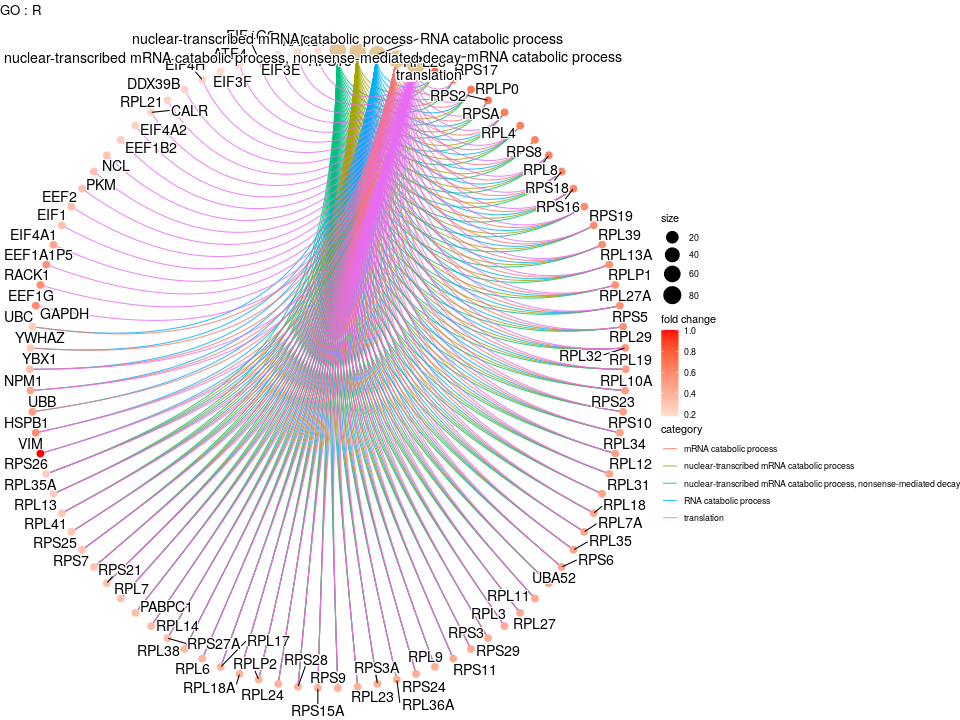 GO : R
nuclear-transcribed mRNA catabolic process
RNA catabolic process
nuclear-transcribed mRNA catabolic process, nonsense-mediated decay
mRNA catabolic process
translation
EIF4H
EIF3E
EIF3F
RPS17
DDX39B
RPS2
RPLP0
RPL21
CALR
RPSA
EIF4A2
RPL4
EEF1B2
RPS8
NCL
RPL8
PKM
RPS18
EEF2
RPS16
EIF1
RPS19
EIF4A1
RPL39
EEF1A1P5
RPL13A
RACK1
RPLP1
EEF1G
RPL27A
UBC
GAPDH
RPS5
YWHAZ
RPL29
YBX1
RPL32
RPL19
NPM1
RPL10A
UBB
RPS23
HSPB1
RPS10
VIM
RPL34
RPS26
RPL12
RPL35A
RPL31
RPL13
RPL18
RPL41
RPL7A
RPS25
RPL35
RPS7
RPS6
RPS21
UBA52
RPL7
RPL11
PABPC1
RPL3
RPL14
RPL27
RPL38
RPS27A
RPL17
RPS3
RPS29
RPL6
RPLP2
RPS28
RPS3A
RPL9
RPS11
RPL18A
RPL24
RPS9
RPL23
RPS24
RPS15A
RPL36A
size
20
40
60
80
fold change
1.0
0.8
0.6
0.4
0.2
category
mRNA catabolic process
nuclear-transcribed mRNA catabolic process
nuclear-transcribed mRNA catabolic process, nonsense-mediated decay
RNA catabolic process
translation